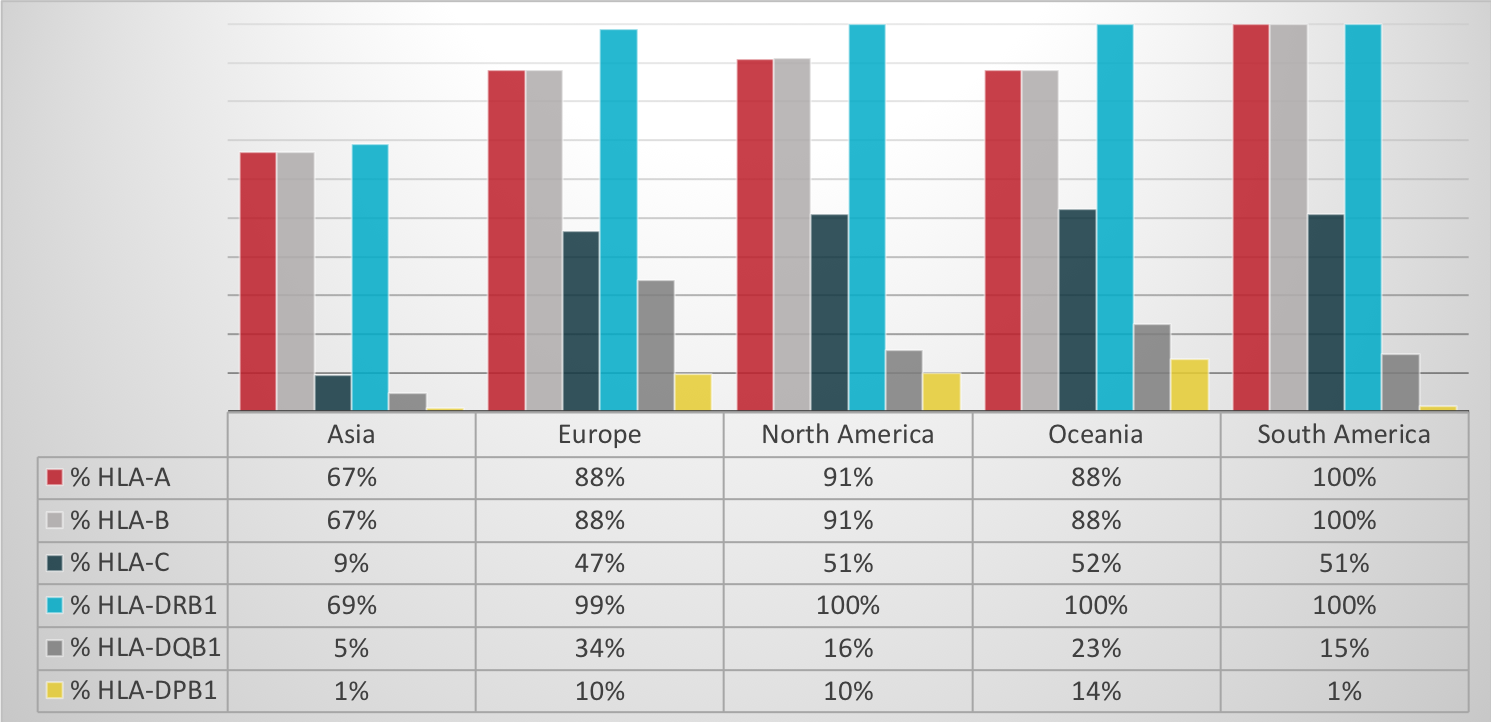 Asia Europe North America Oceania South America
% HLA-A 67% 88% 91% 88% 100%
% HLA-B 67% 88% 91% 88% 100%
% HLA-C 9% 47% 51% 52% 51%
% HLA-DRB1 69% 99% 100% 100% 100%
% HLA-DQB1 5% 34% 16% 23% 15%
% HLA-DPB1 1% 10% 10% 14% 1%